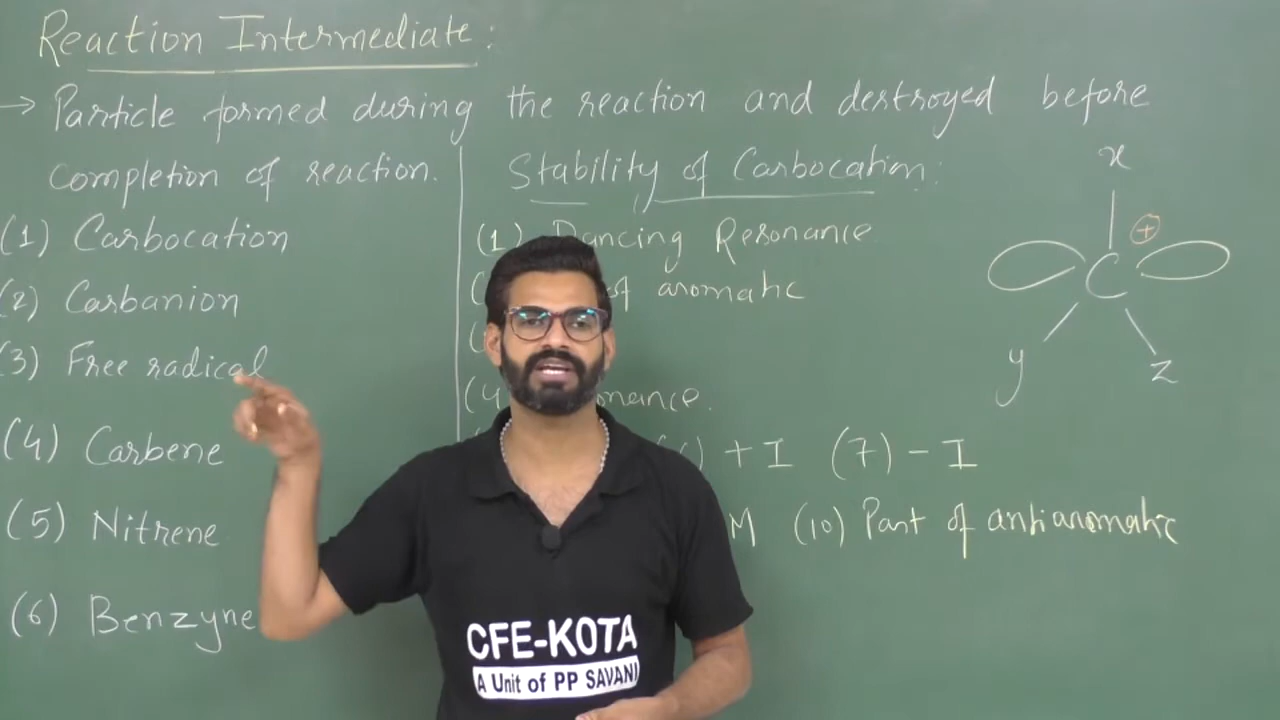 Reaction Intermediate:
→ Particle formed during the reaction and destroyed before
completion of reaction.
(1) Carbocation
(2) Carbanion
(3) Free radical
(4) Carbene
(5) Nitrene
(6) Benzyne
Stability of Carbocation:
(1) Dancing Resonance
of aromatic
(4
(6) +I (7) -I
M (10) Part of antiaromatic
x
+
C
y z
CFE-KOTA
A Unit of PP SAVANI